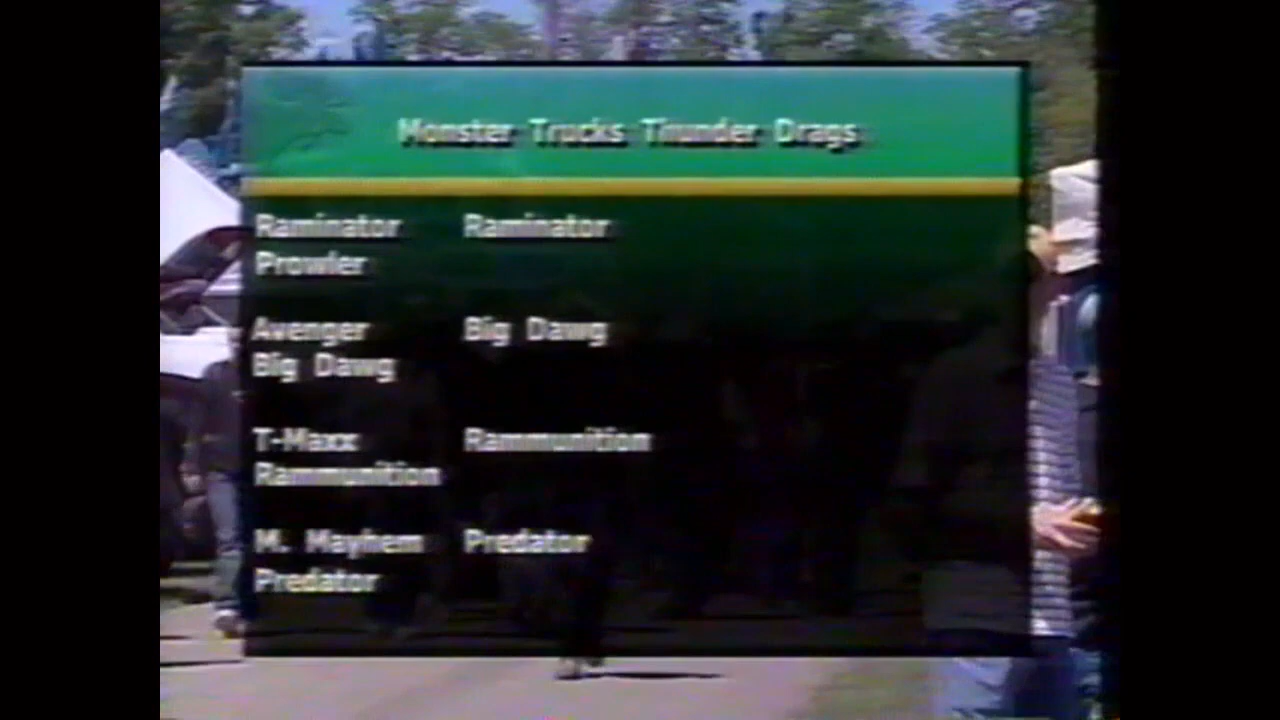 Monster Trucks Thunder Drags
Raminator Raminator
Prowler
Avenger Big Dawg
Big Dawg
T-Maxx Rammunition
Rammunition
M. Mayhem Predator
Predator